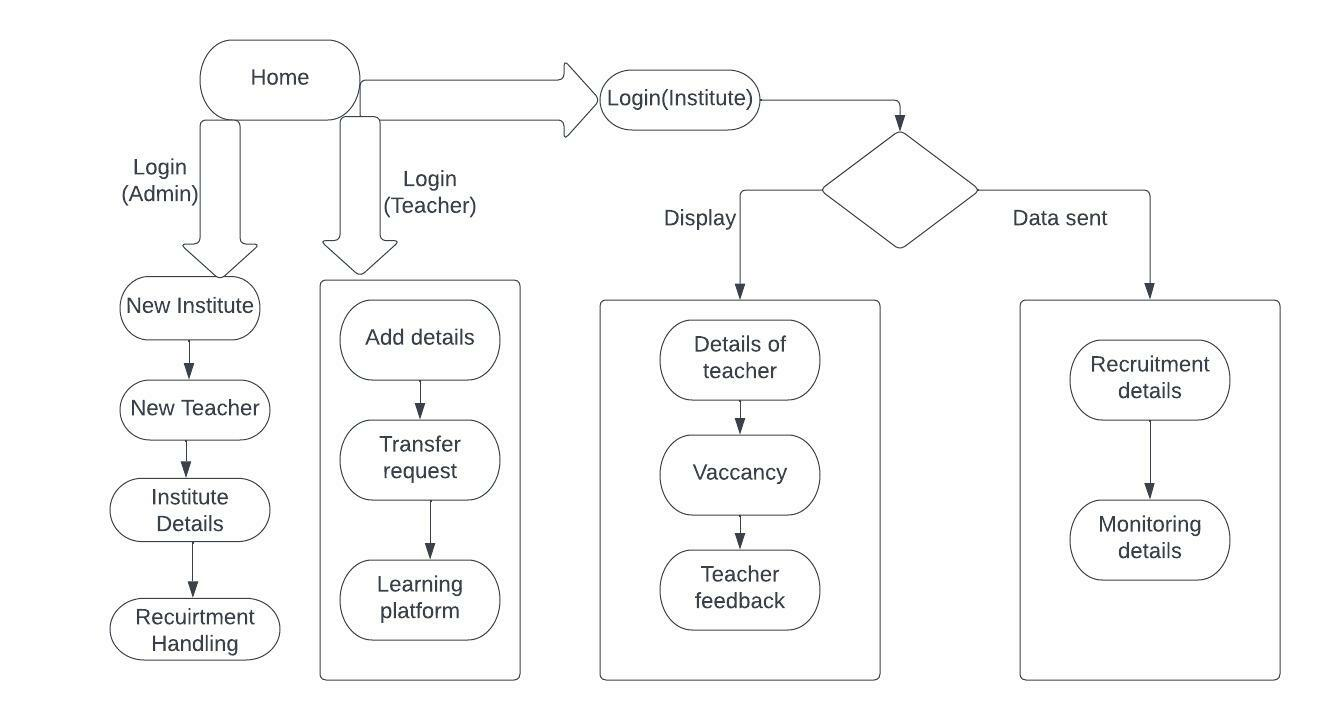 Home
Login(Institute)
Login
(Admin)
Login
(Teacher)
Display
Data sent
New Institute
New Teacher
Institute
Details
Recuirtment
Handling
Add details
Transfer
request
Learning
platform
Details of
teacher
Vaccancy
Teacher
feedback
Recruitment
details
Monitoring
details